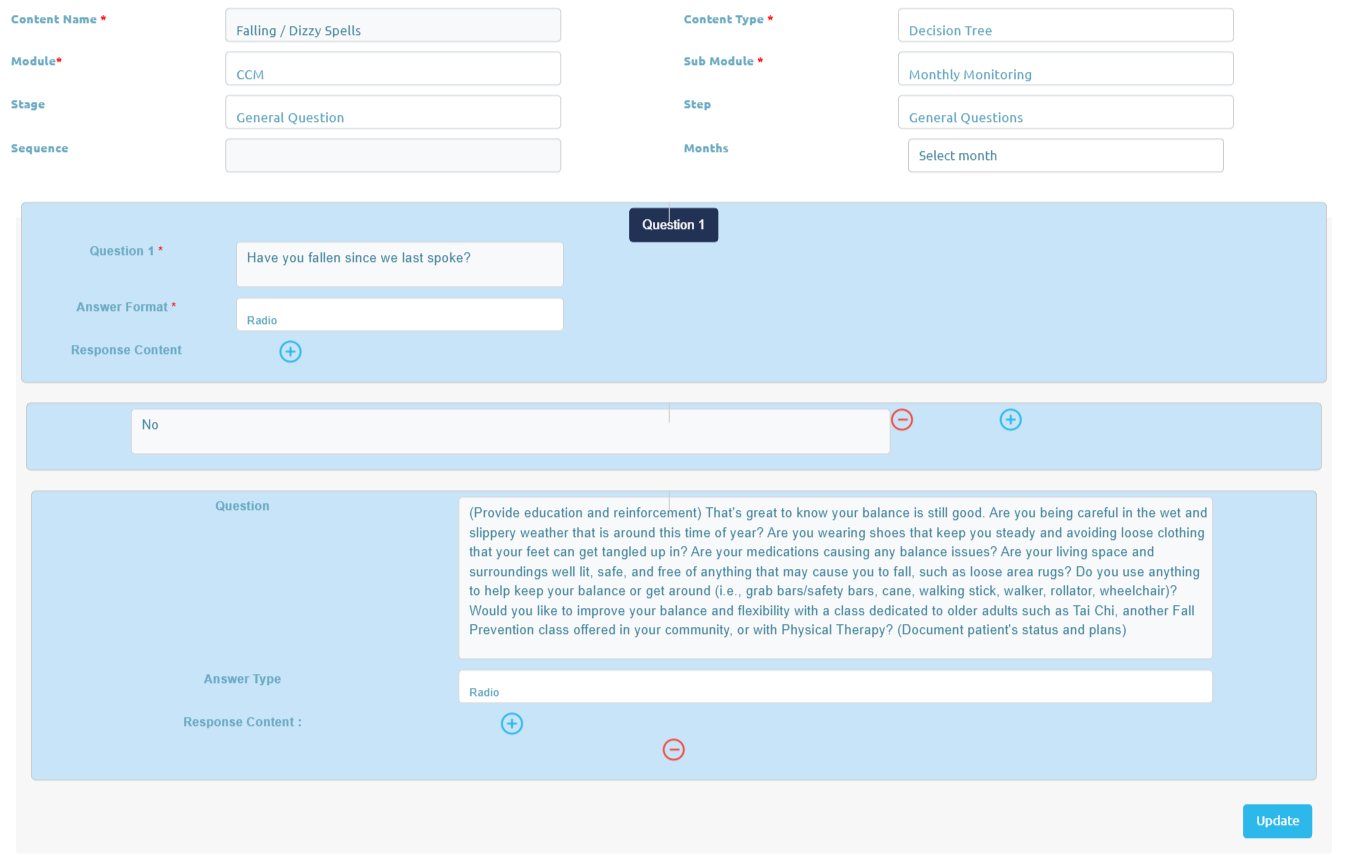 Content Name * Falling / Dizzy Spells Content Type * Decision Tree
Module* CCM Sub Module * Monthly Monitoring
Stage General Question Step General Questions
Sequence Months Select month
Question 1
Question 1 * Have you fallen since we last spoke?
Answer Format * Radio
Response Content
No
Question
(Provide education and reinforcement) That's great to know your balance is still good. Are you being careful in the wet and
slippery weather that is around this time of year? Are you wearing shoes that keep you steady and avoiding loose clothing
that your feet can get tangled up in? Are your medications causing any balance issues? Are your living space and
surroundings well lit, safe, and free of anything that may cause you to fall, such as loose area rugs? Do you use anything
to help keep your balance or get around (i.e., grab bars/safety bars, cane, walking stick, walker, rollator, wheelchair)?
Would you like to improve your balance and flexibility with a class dedicated to older adults such as Tai Chi, another Fall
Prevention class offered in your community, or with Physical Therapy? (Document patient's status and plans)
Answer Type Radio
Response Content :
Update